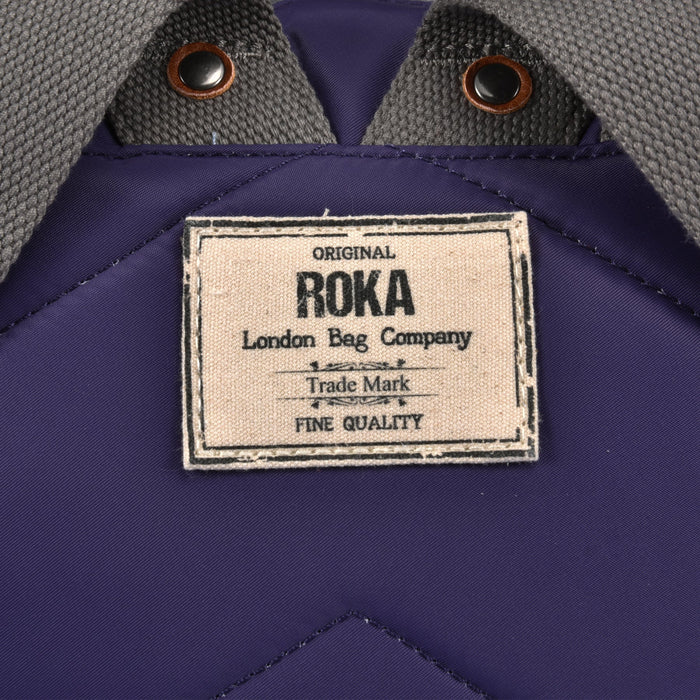 ORIGINAL
ROKA
London Bag Company
Trade Mark
FINE QUALITY